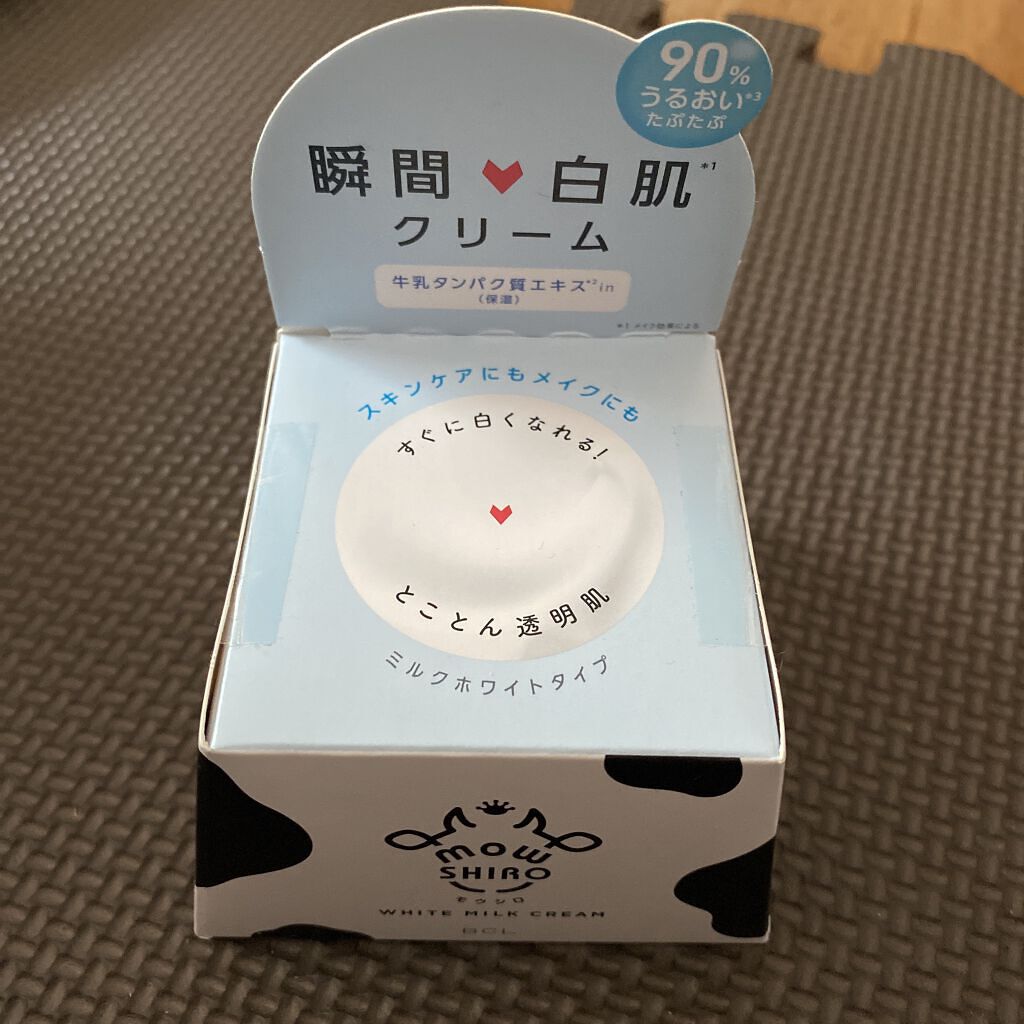 90%
うるおい*3
たぷたぷ
瞬間 白肌*1
クリーム
牛乳タンパク質エキス*2in
(保湿)
*1 メイク効果による
スキンケアにもメイクにも
すぐに白くなれる!
とことん透明肌
ミルクホワイトタイプ
mow
SHIRO
モウシロ
WHITE MILK CREAM
BCL